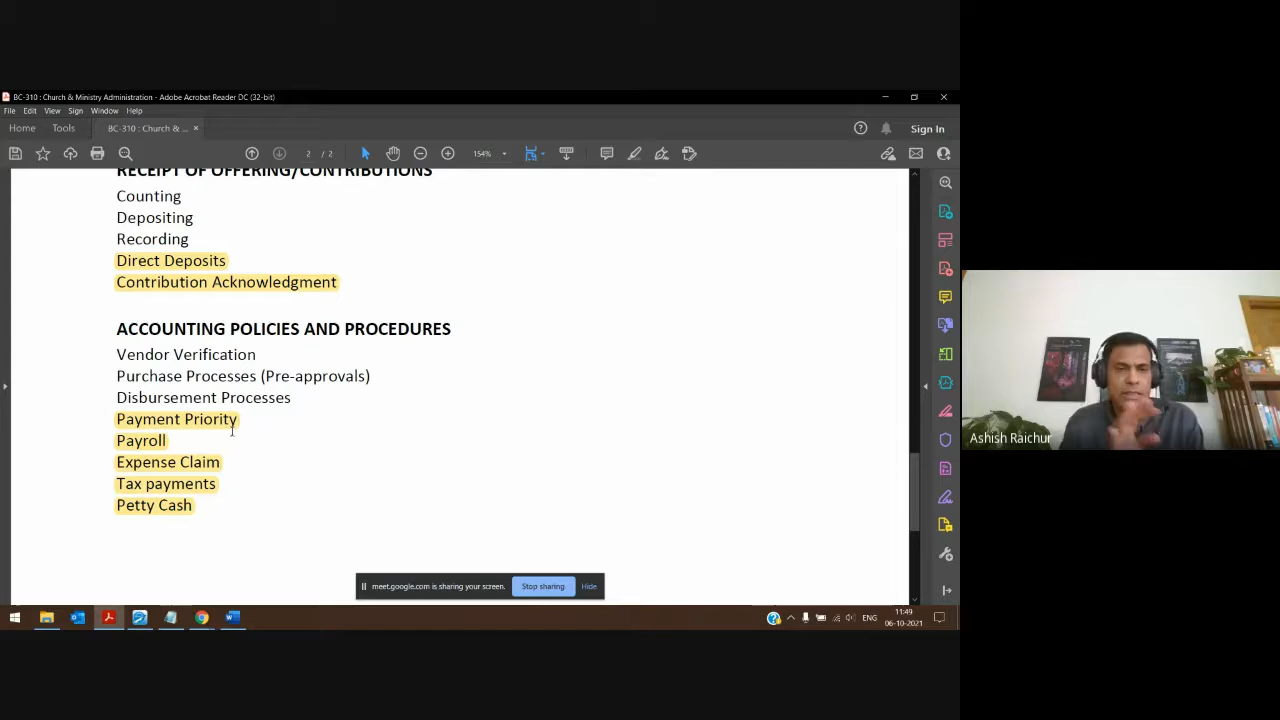 BC-310 : Church & Ministry Administration - Adobe Acrobat Reader DC (32-bit)
File Edit View Sign Window Help
Home Tools BC-310 : Church & ... × Sign In
2 / 2 154%
RECEIPT OF OFFERING/CONTRIBUTIONS
Counting
Depositing
Recording
Direct Deposits
Contribution Acknowledgment
ACCOUNTING POLICIES AND PROCEDURES
Vendor Verification
Purchase Processes (Pre-approvals)
Disbursement Processes
Payment Priority
Payroll
Expense Claim
Tax payments
Petty Cash
Ashish Raichur
meet.google.com is sharing your screen. Stop sharing Hide
ENG 11:49
06-10-2021